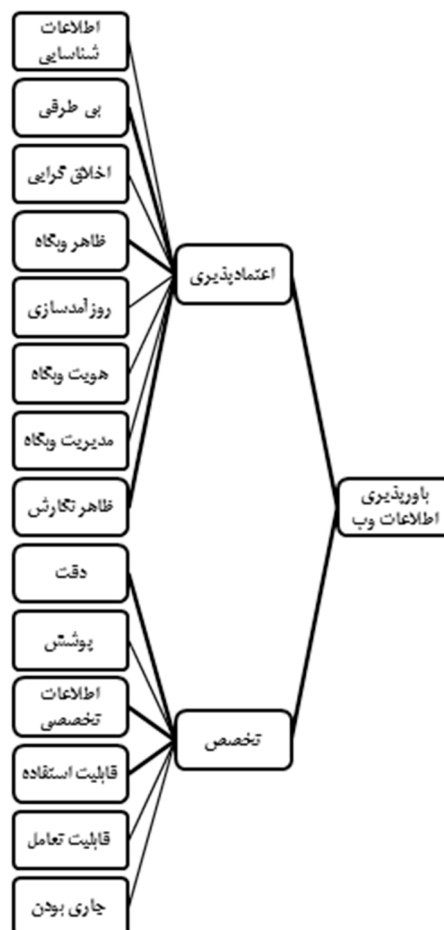 باورپذیری
اطلاعات وب
اعتمادپذیری
اطلاعات
شناسایی
بی طرفی
اخلاق گرایی
ظاهر وبگاه
روزآمدسازی
هویت وبگاه
مدیریت وبگاه
ظاهر نگارش
تخصص
دقت
پوشش
اطلاعات
تخصصی
قابلیت استفاده
قابلیت تعامل
جاری بودن